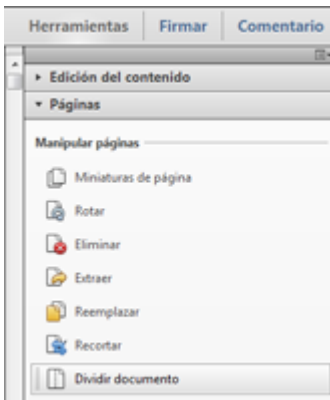 Herramientas Firmar Comentario
Edición del contenido
Páginas
Manipular páginas
Miniaturas de página
Rotar
Eliminar
Extraer
Reemplazar
Recortar
Dividir documento